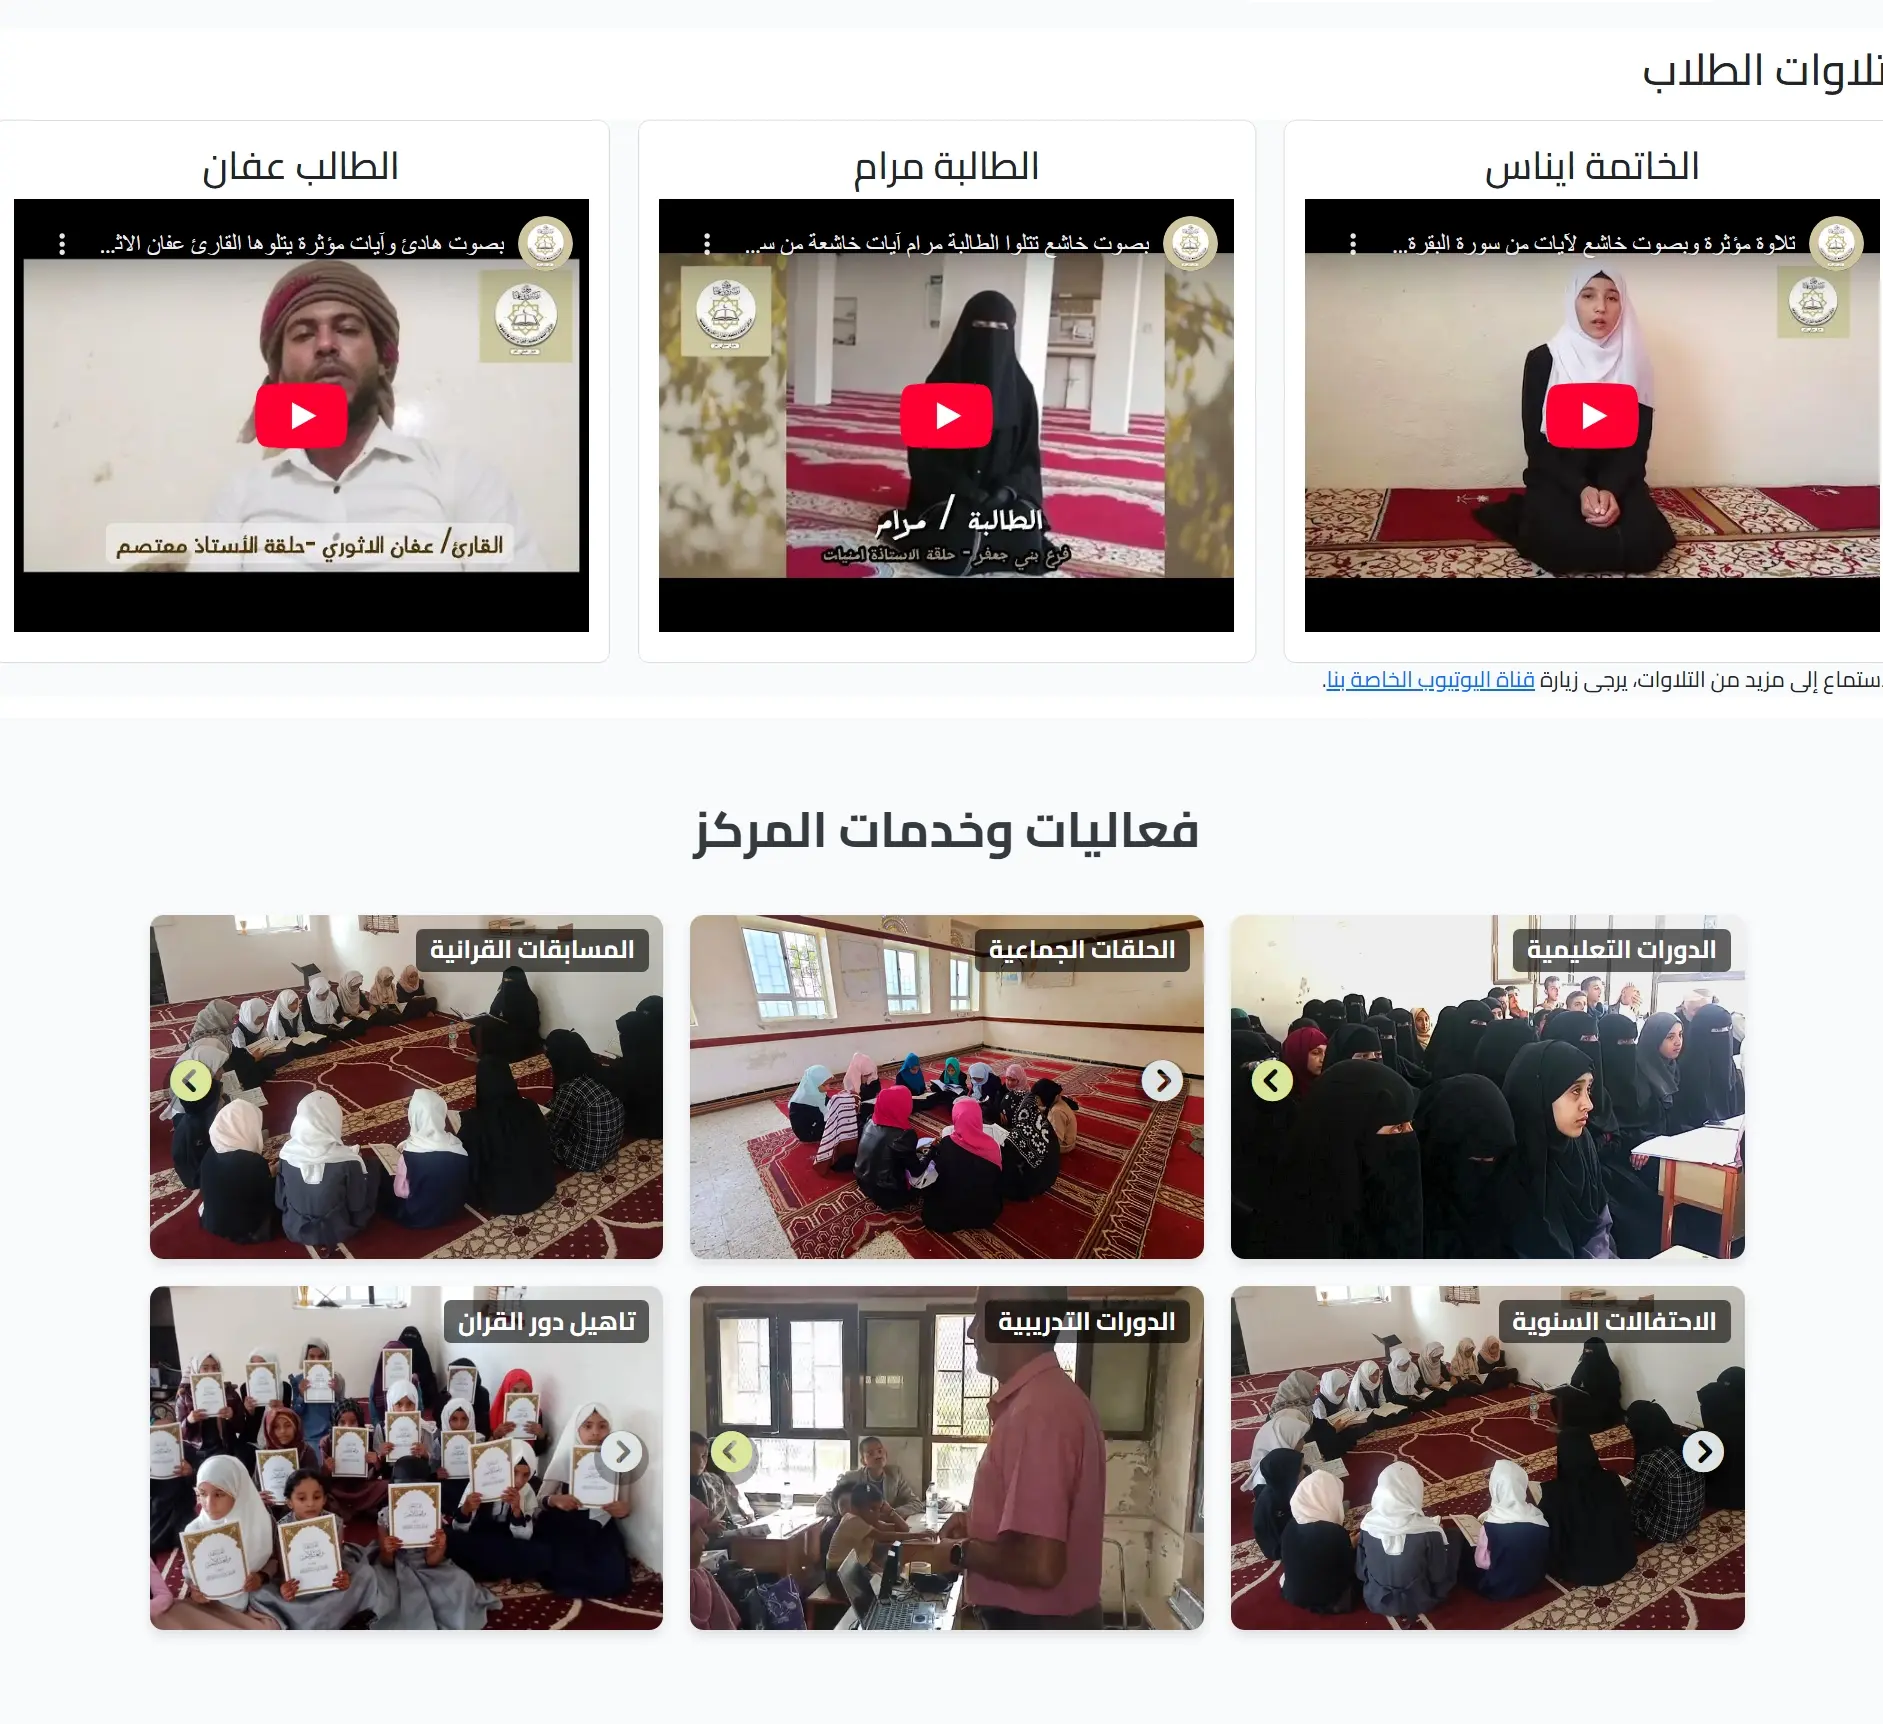 تلاوات الطلاب
الخاتمة ايناس
تلاوة مؤثرة وبصوت خاشع لآيات من سورة البقرة...
الطالبة مرام
بصوت خاشع تتلوا الطالبة مرام آيات خاشعة من سـ...
الطالبة / مرام
فرع بني جعفر - حلقة الاستاذة امنيات
الطالب عفان
بصوت هادئ وآيات مؤثرة يتلوها القارئ عفان الاثـ...
القارئ/ عفان الاثوري -حلقة الأستاذ معتصم
ستماع إلى مزيد من التلاوات، يرجى زيارة قناة اليوتيوب الخاصة بنا.
فعاليات وخدمات المركز
الدورات التعليمية
الحلقات الجماعية
المسابقات القرانية
الاحتفالات السنوية
الدورات التدريبية
تاهيل دور القران